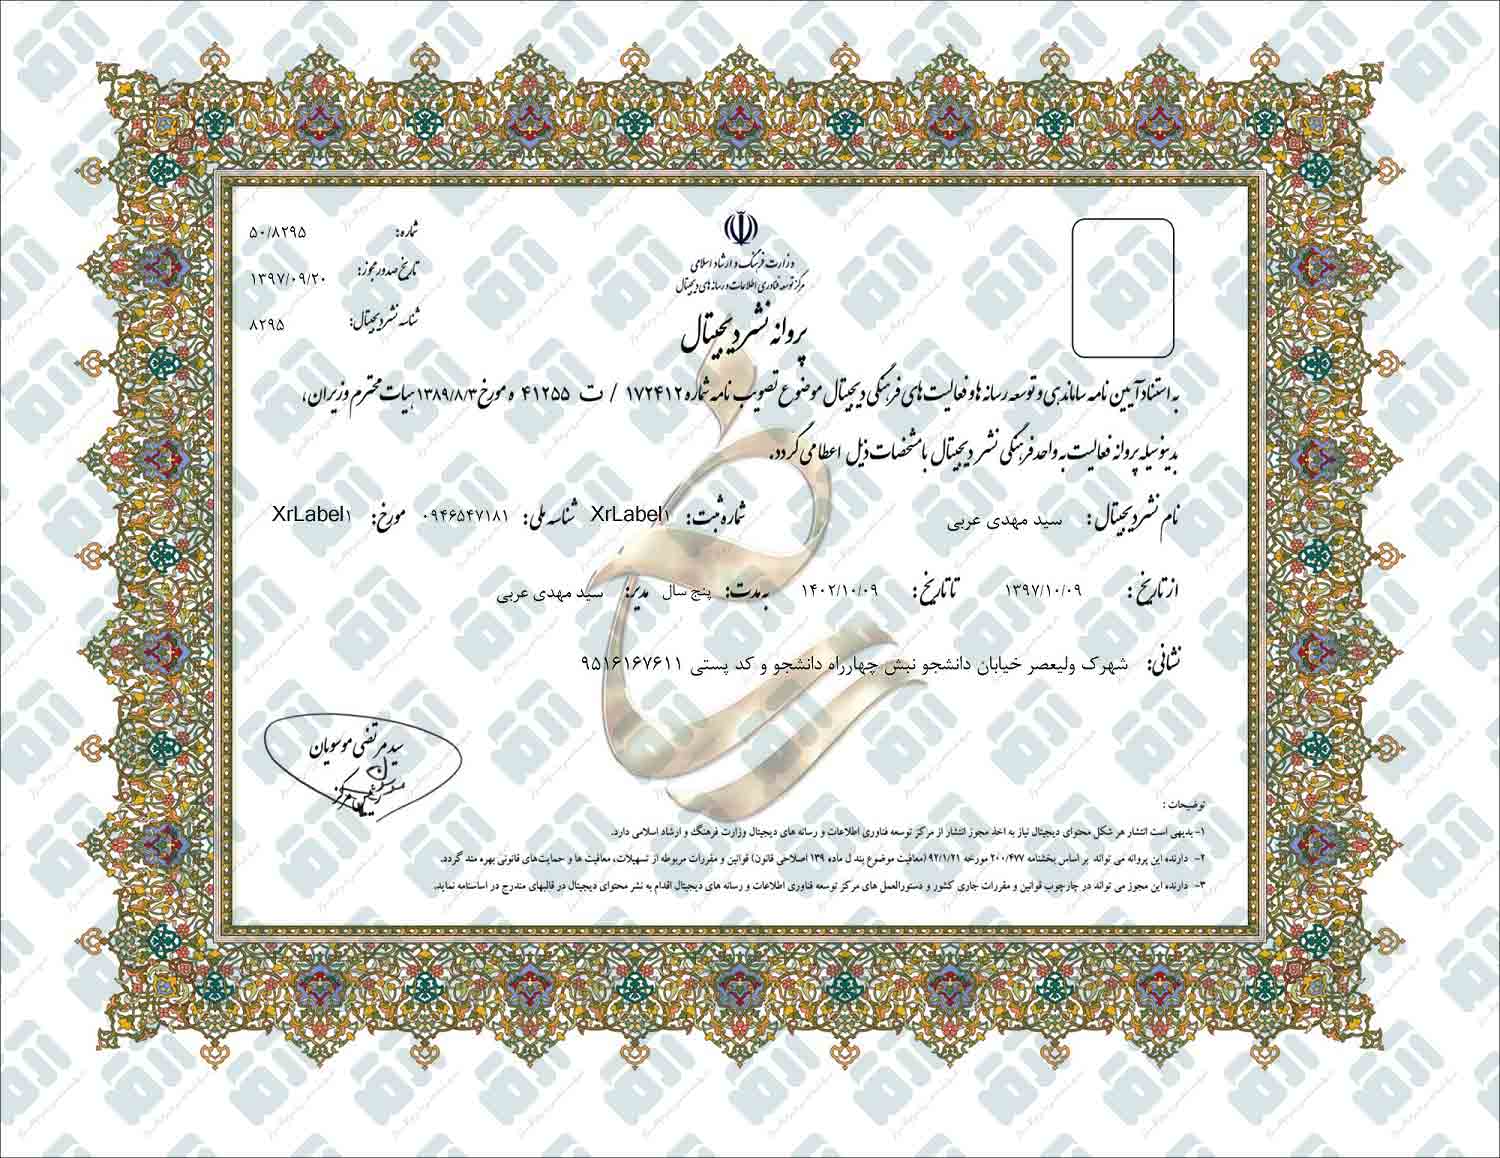 وزارت فرهنگ و ارشاد اسلامی
مرکز توسعه فناوری اطلاعات و رسانه های دیجیتال
پروانه نشر دیجیتال
شماره: ۵۰/۸۲۹۵
تاریخ صدور مجوز: ۱۳۹۷/۰۹/۲۰
شناسه نشر دیجیتال: ۸۲۹۵
به استناد آیین نامه ساماندهی و توسعه رسانه ها و فعالیت های فرهنگی دیجیتال موضوع تصویب نامه شماره ۱۷۲۴۱۲ / ت ۴۱۲۵۵ ه مورخ ۱۳۸۹/۸/۳ هیات محترم وزیران،
بدینوسیله پروانه فعالیت به واحد فرهنگی نشر دیجیتال با مشخصات ذیل اعطا می گردد.
نام نشر دیجیتال: سید مهدی عربی شماره ثبت: XrLabel۱ شناسه ملی: ۰۹۴۶۵۴۷۱۸۱ مورخ: XrLabel۱
از تاریخ: ۱۳۹۷/۱۰/۰۹ تا تاریخ: ۱۴۰۲/۱۰/۰۹ به مدت: پنج سال مدیر: سید مهدی عربی
نشانی: شهرک ولیعصر خیابان دانشجو نبش چهارراه دانشجو و کد پستی ۹۵۱۶۱۶۷۶۱۱
سید مرتضی موسویان
رئیس مرکز
توضیحات :
۱- بدیهی است انتشار هر شکل محتوای دیجیتال نیاز به اخذ مجوز انتشار از مرکز توسعه فناوری اطلاعات و رسانه های دیجیتال وزارت فرهنگ و ارشاد اسلامی دارد.
۲- دارنده این پروانه می تواند بر اساس بخشنامه ۲۰۰/۴۷۷ مورخه ۹۲/۱/۲۱ (معافیت موضوع بند ل ماده ۱۳۹ اصلاحی قانون) قوانین و مقررات مربوطه از تسهیلات، معافیت ها و حمایت‌های قانونی بهره مند گردد.
۳- دارنده این مجوز می تواند در چارچوب قوانین و مقررات جاری کشور و دستورالعمل های مرکز توسعه فناوری اطلاعات و رسانه های دیجیتال اقدام به نشر محتوای دیجیتال در قالبهای مندرج در اساسنامه نماید.